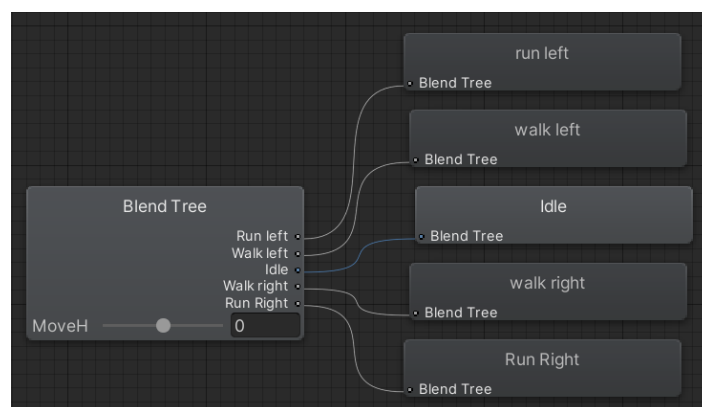 run left
Blend Tree
walk left
Blend Tree
Blend Tree
Run left
Walk left
Idle
Walk right
Run Right
MoveH 0
Idle
Blend Tree
walk right
Blend Tree
Run Right
Blend Tree